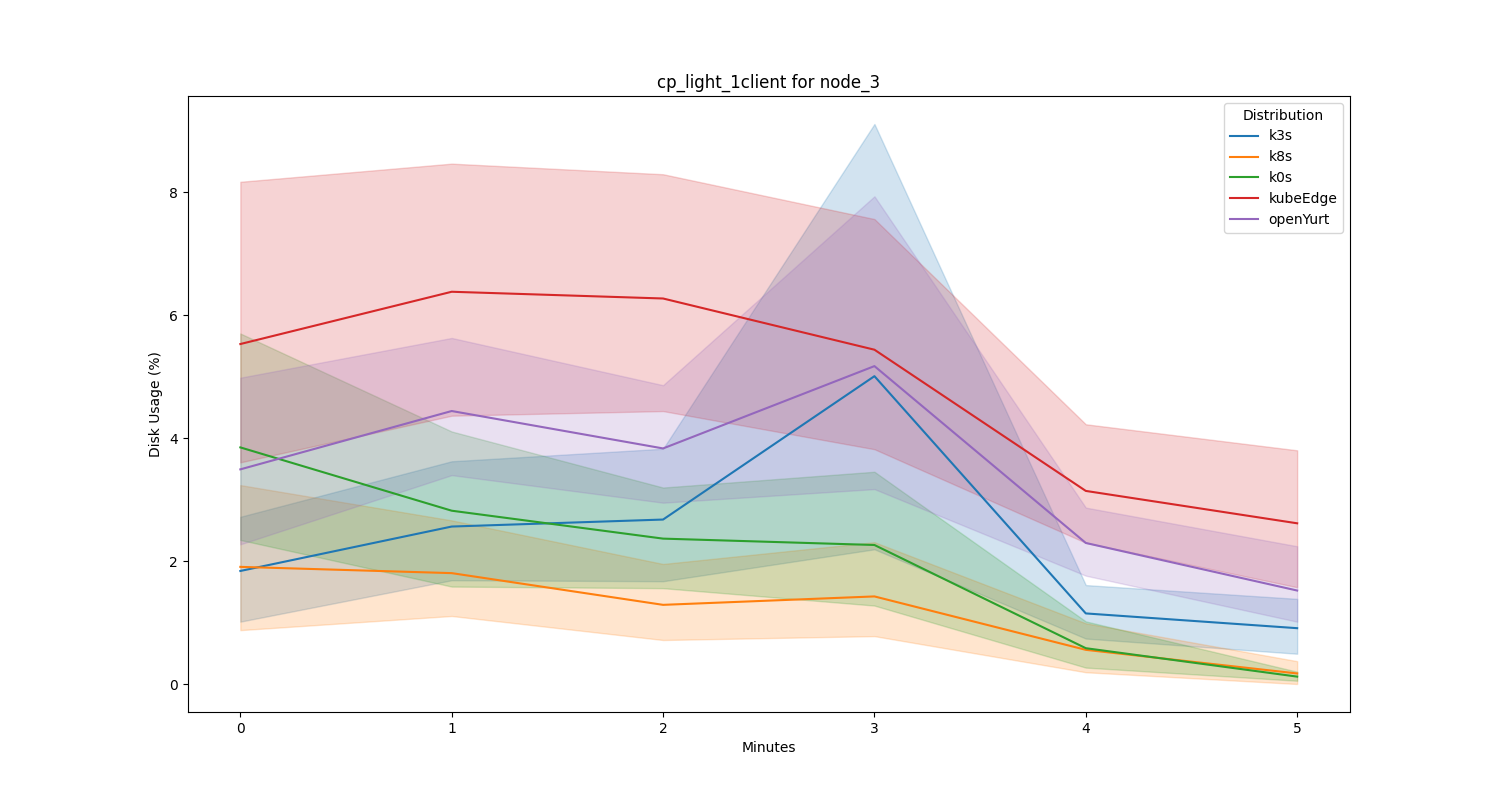 cp_light_1client for node_3
Disk Usage (%)
8
6
4
2
0
0 1 2 3 4 5
Minutes
Distribution
k3s
k8s
k0s
kubeEdge
openYurt